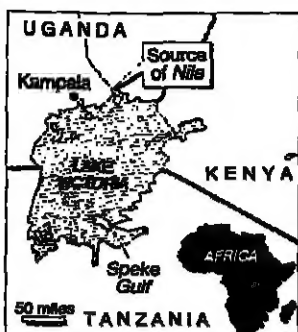 UGANDA
Source
of Nile
Kampala
LAKE
VICTORIA
KENYA
AFRICA
Speke
Gulf
50 miles
TANZANIA